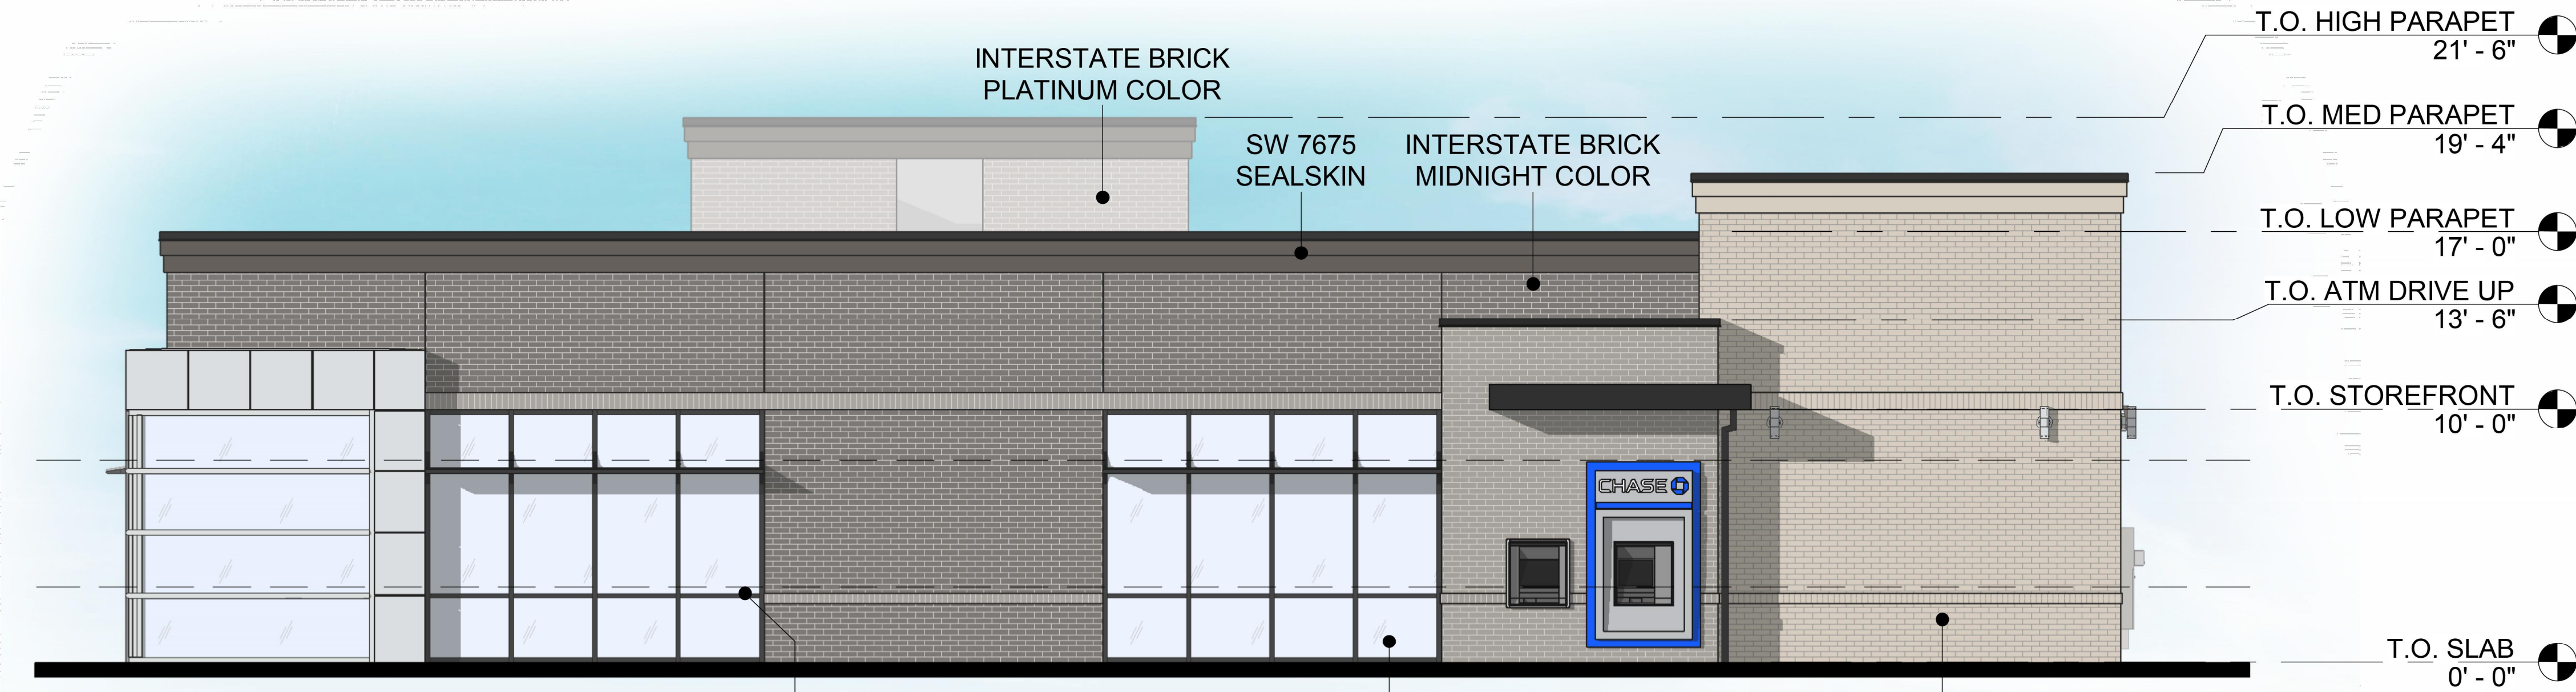 INTERSTATE BRICK
PLATINUM COLOR
SW 7675
SEALSKIN
INTERSTATE BRICK
MIDNIGHT COLOR
T.O. HIGH PARAPET
21' - 6"
T.O. MED PARAPET
19' - 4"
T.O. LOW PARAPET
17' - 0"
T.O. ATM DRIVE UP
13' - 6"
T.O. STOREFRONT
10' - 0"
CHASE
T.O. SLAB
0' - 0"